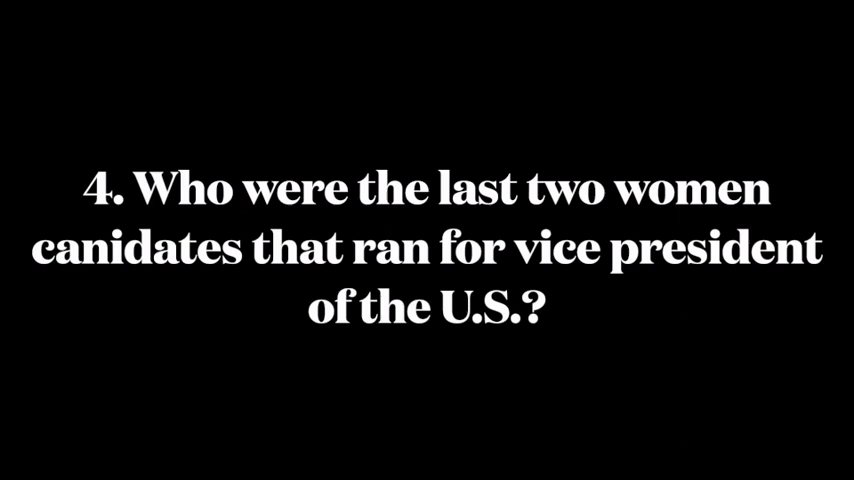 4. Who were the last two women
canidates that ran for vice president
of the U.S.?